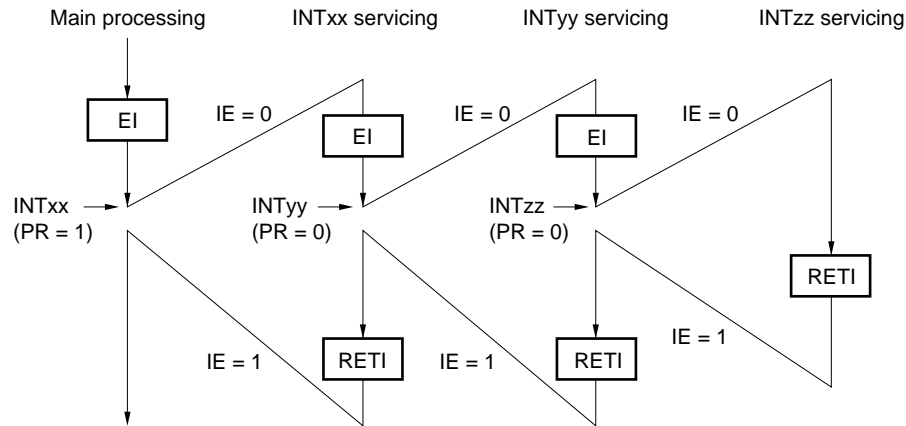 Main processing
INTxx servicing
INTyy servicing
INTzz servicing
EI
IE = 0
EI
IE = 0
EI
IE = 0
INTxx
(PR = 1)
INTyy
(PR = 0)
INTzz
(PR = 0)
RETI
IE = 1
RETI
IE = 1
RETI
IE = 1